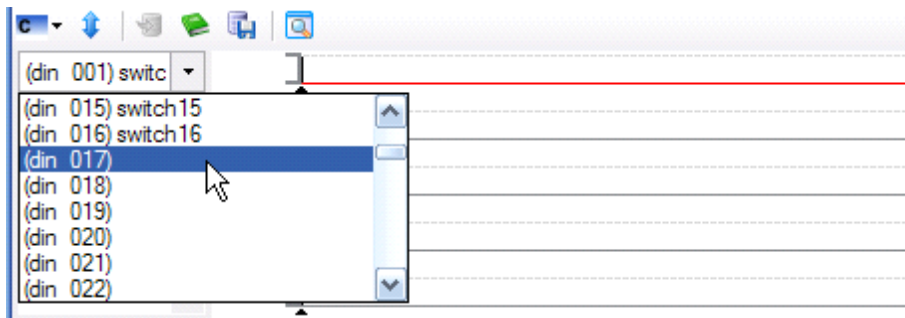 C
(din 001) switc
(din 015) switch15
(din 016) switch16
(din 017)
(din 018)
(din 019)
(din 020)
(din 021)
(din 022)